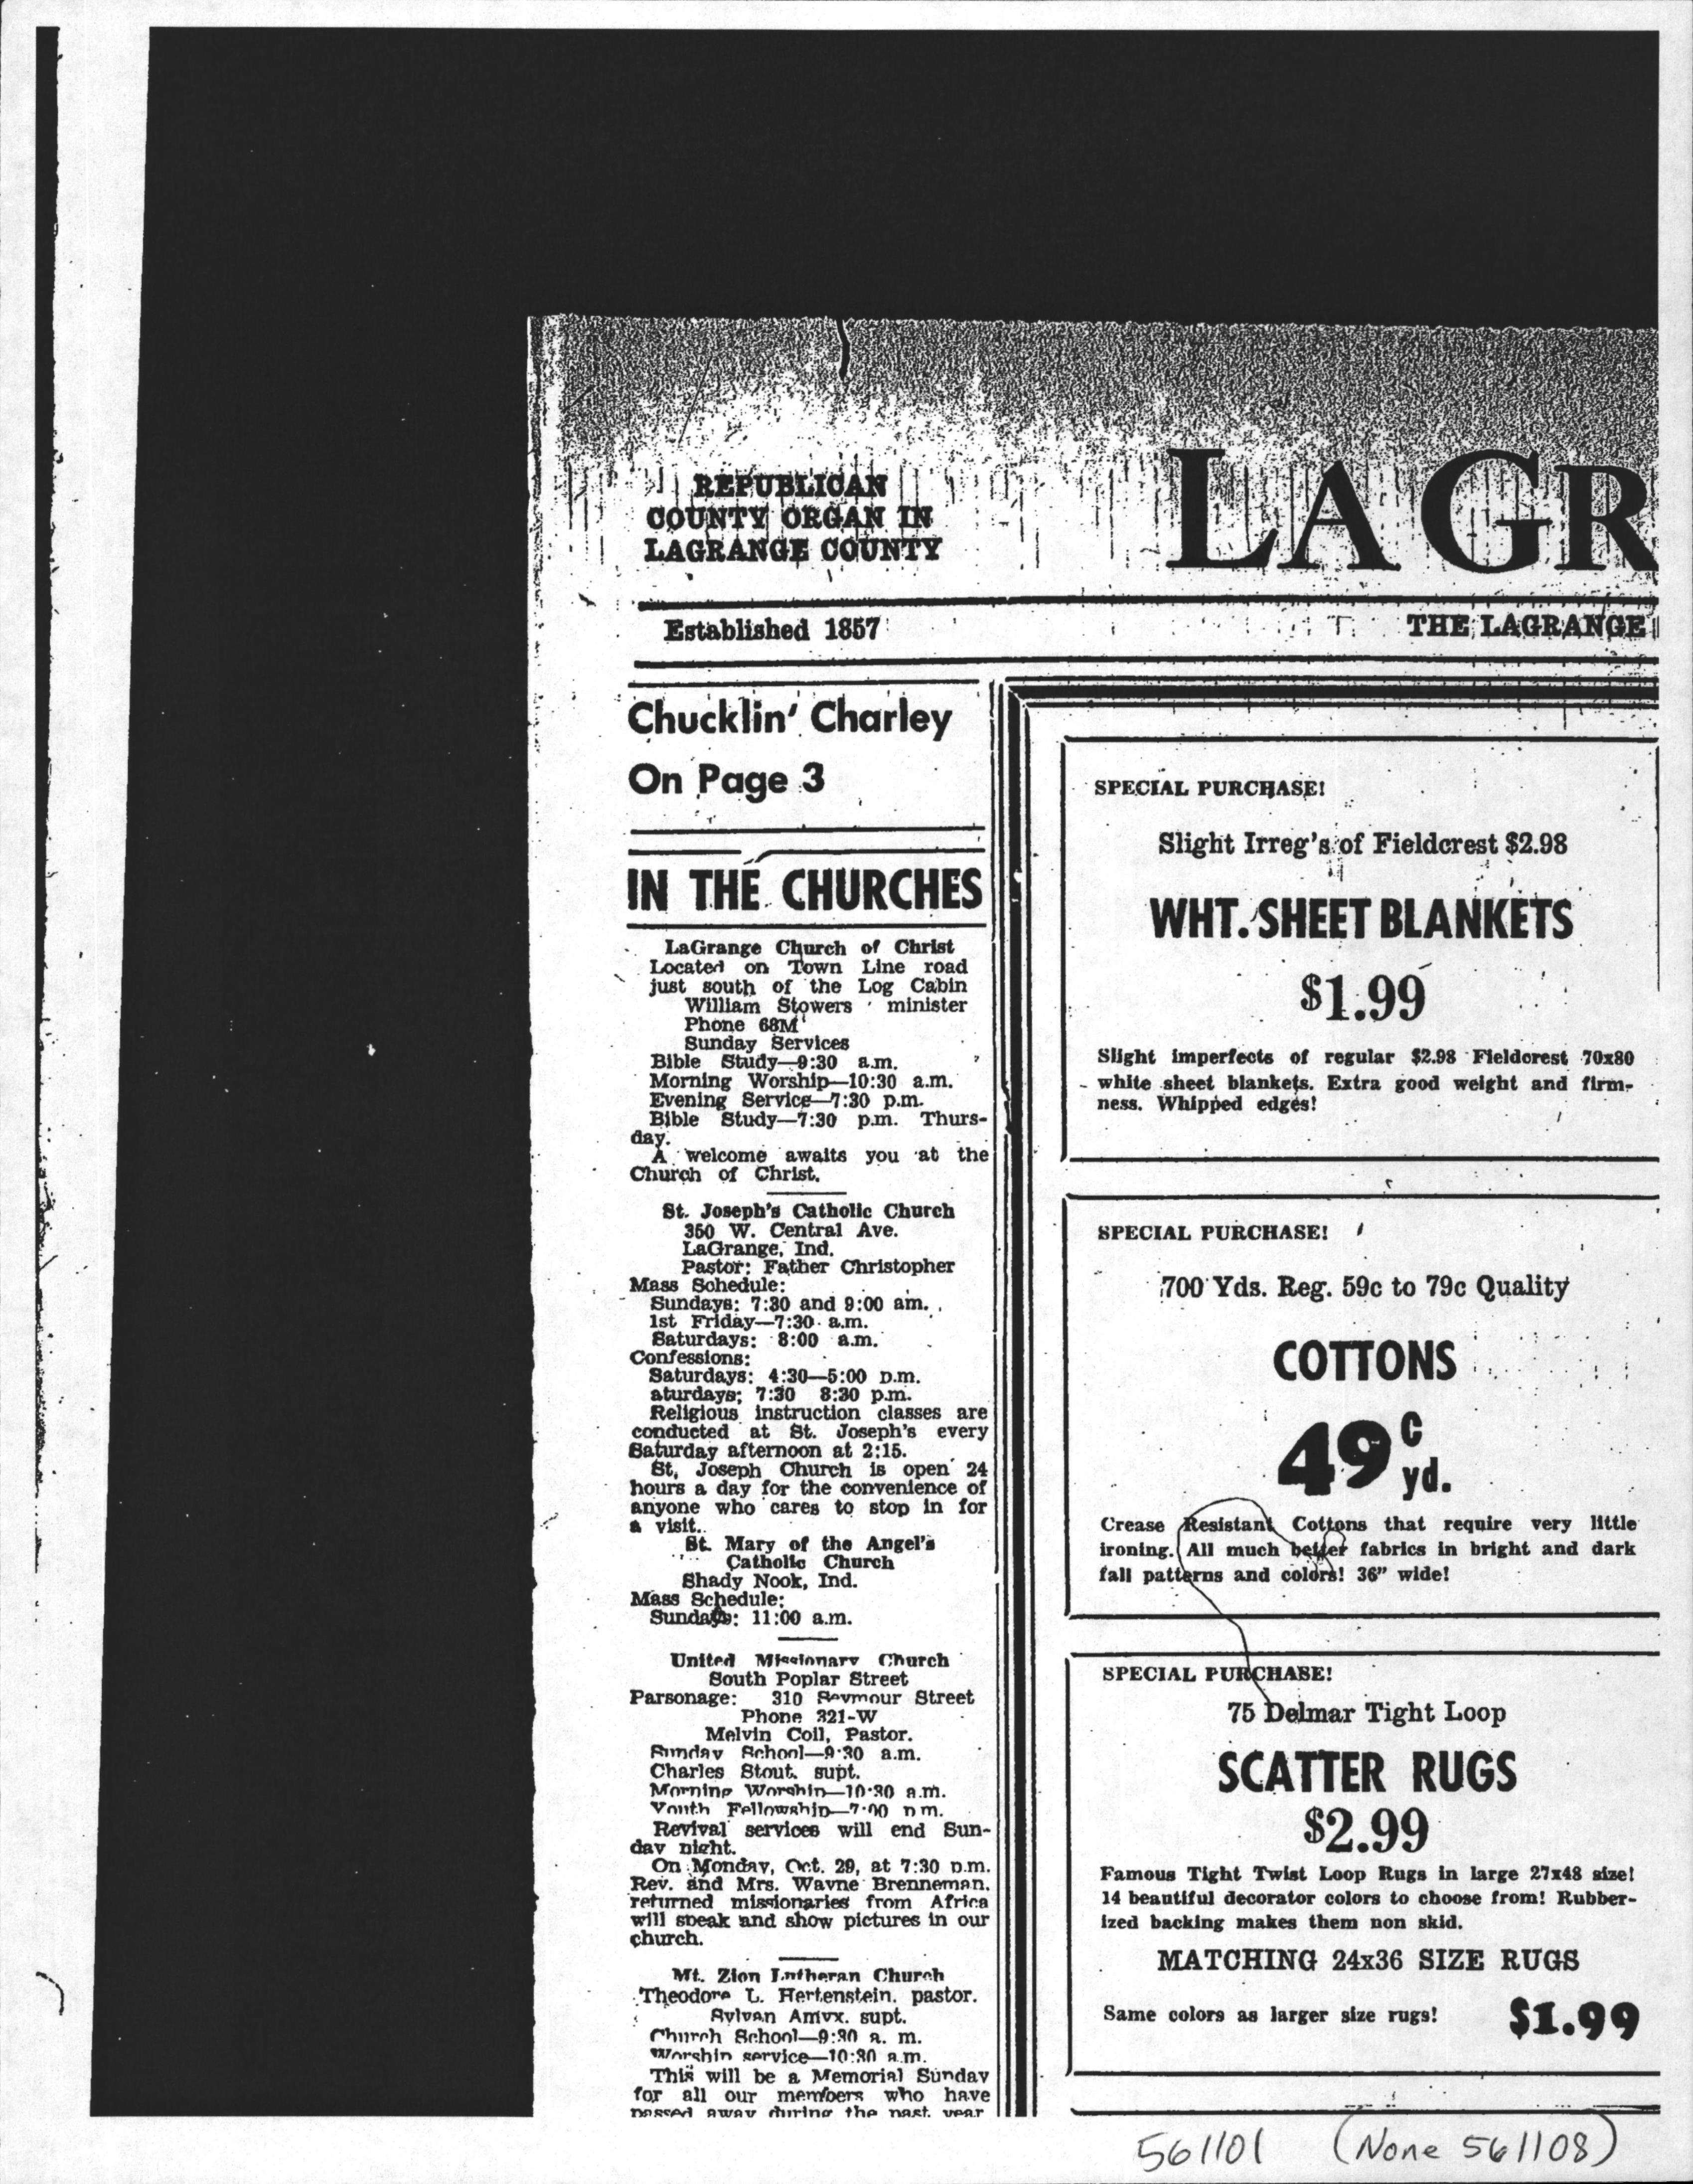 REPUBLICAN
COUNTY ORGAN IN
LAGRANGE COUNTY
LA GR
Established 1857
THE LAGRANGE
Chucklin' Charley
On Page 3
IN THE CHURCHES
LaGrange Church of Christ
Located on Town Line road
just south of the Log Cabin
William Stowers minister
Phone 68M
Sunday Services
Bible Study—9:30 a.m.
Morning Worship—10:30 a.m.
Evening Service—7:30 p.m.
Bible Study—7:30 p.m. Thurs-
day.
A welcome awaits you at the
Church of Christ.
St. Joseph's Catholic Church
350 W. Central Ave.
LaGrange, Ind.
Pastor: Father Christopher
Mass Schedule:
Sundays: 7:30 and 9:00 am.
1st Friday—7:30 a.m.
Saturdays: 8:00 a.m.
Confessions:
Saturdays: 4:30—5:00 p.m.
aturdays; 7:30 8:30 p.m.
Religious instruction classes are
conducted at St. Joseph's every
Saturday afternoon at 2:15.
St. Joseph Church is open 24
hours a day for the convenience of
anyone who cares to stop in for
a visit.
St. Mary of the Angel's
Catholic Church
Shady Nook, Ind.
Mass Schedule:
Sundays: 11:00 a.m.
United Missionary Church
South Poplar Street
Parsonage: 310 Seymour Street
Phone 321-W
Melvin Coil, Pastor.
Sunday School—9:30 a.m.
Charles Stout, supt.
Morning Worship—10:30 a.m.
Youth Fellowship—7:00 p.m.
Revival services will end Sun-
day night.
On Monday, Oct. 29, at 7:30 p.m.
Rev. and Mrs. Wayne Brenneman,
returned missionaries from Africa
will speak and show pictures in our
church.
Mt. Zion Lutheran Church
Theodore L. Hertenstein, pastor.
Sylvan Amyx, supt.
Church School—9:30 a. m.
Worship service—10:30 a.m.
This will be a Memorial Sunday
for all our members who have
passed away during the past year
SPECIAL PURCHASE!
Slight Irreg's of Fieldcrest $2.98
WHT. SHEET BLANKETS
$1.99
Slight imperfects of regular $2.98 Fieldcrest 70x80
white sheet blankets. Extra good weight and firm-
ness. Whipped edges!
SPECIAL PURCHASE!
700 Yds. Reg. 59c to 79c Quality
COTTONS
49c yd.
Crease Resistant Cottons that require very little
ironing. All much better fabrics in bright and dark
fall patterns and colors! 36" wide!
SPECIAL PURCHASE!
75 Delmar Tight Loop
SCATTER RUGS
$2.99
Famous Tight Twist Loop Rugs in large 27x48 size!
14 beautiful decorator colors to choose from! Rubber-
ized backing makes them non skid.
MATCHING 24x36 SIZE RUGS
Same colors as larger size rugs! $1.99
561101 (None 561108)